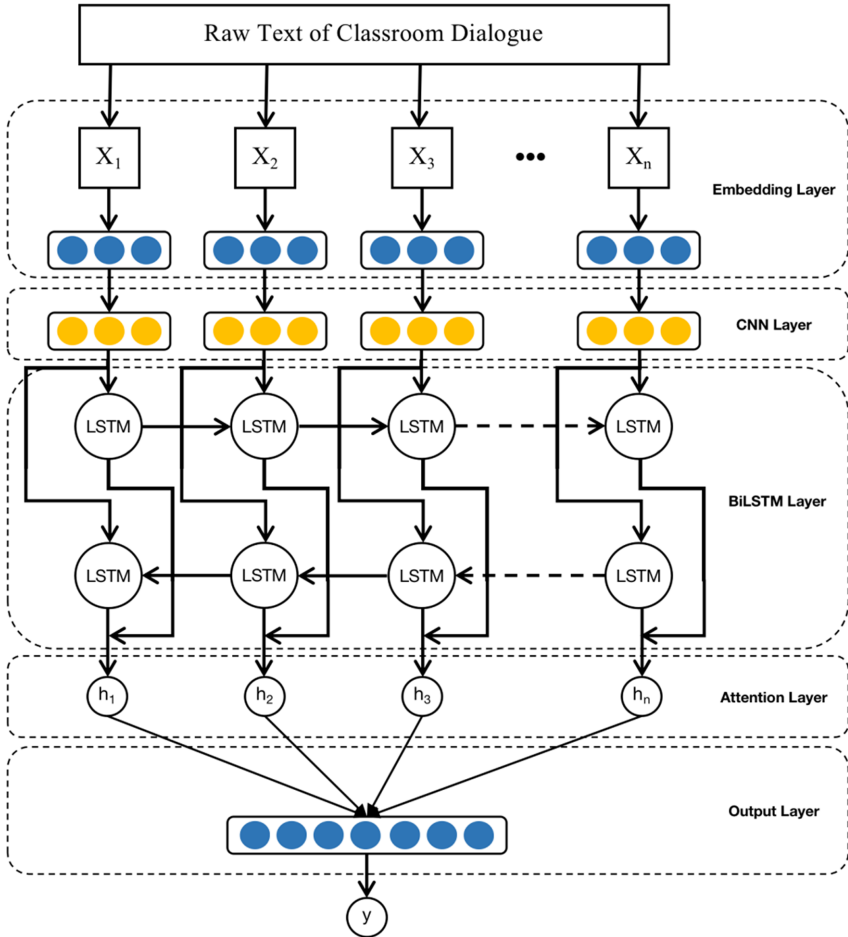 Raw Text of Classroom Dialogue
X₁ X₂ X₃ ••• Xₙ
Embedding Layer
CNN Layer
LSTM LSTM LSTM LSTM
BiLSTM Layer
LSTM LSTM LSTM LSTM
h₁ h₂ h₃ hₙ
Attention Layer
Output Layer
y